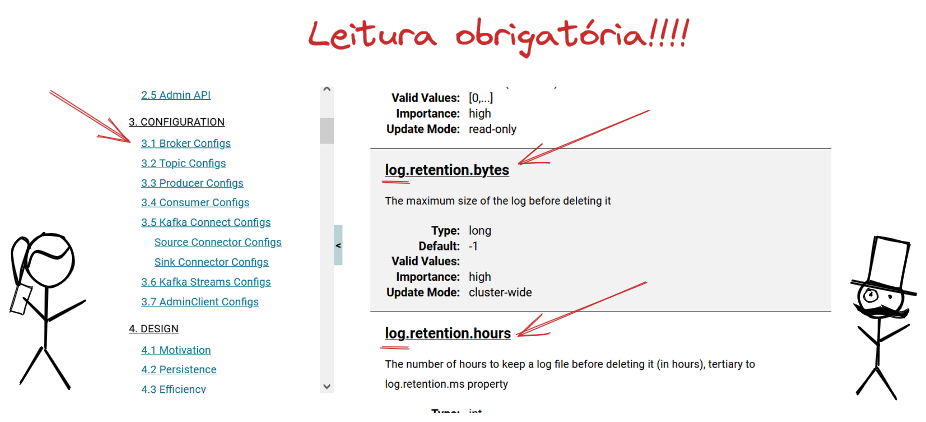 Leitura obrigatória!!!!
2.5 Admin API
3. CONFIGURATION
3.1 Broker Configs
3.2 Topic Configs
3.3 Producer Configs
3.4 Consumer Configs
3.5 Kafka Connect Configs
Source Connector Configs
Sink Connector Configs
3.6 Kafka Streams Configs
3.7 AdminClient Configs
4. DESIGN
4.1 Motivation
4.2 Persistence
4.3 Efficiency
<
Valid Values: [0,...]
Importance: high
Update Mode: read-only
log.retention.bytes
The maximum size of the log before deleting it
Type: long
Default: -1
Valid Values:
Importance: high
Update Mode: cluster-wide
log.retention.hours
The number of hours to keep a log file before deleting it (in hours), tertiary to
log.retention.ms property
Type: int